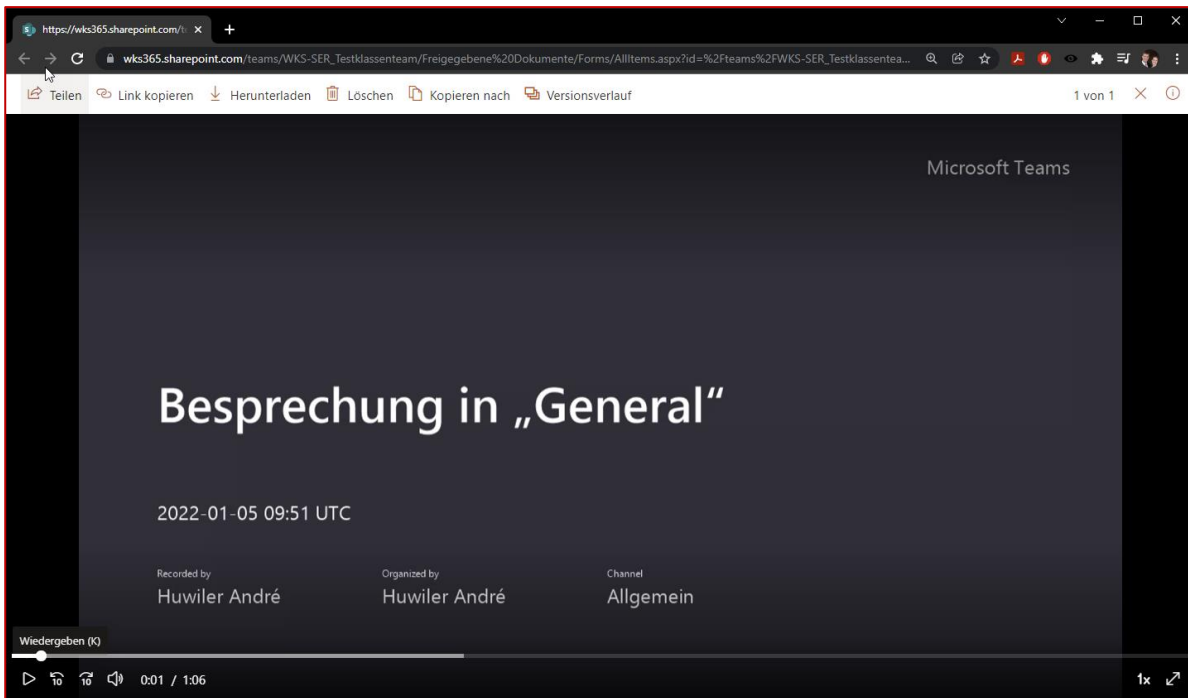 https://wks365.sharepoint.com/t
wks365.sharepoint.com/teams/WKS-SER_Testklassenteam/Freigegebene%20Dokumente/Forms/AllItems.aspx?id=%2Fteams%2FWKS-SER_Testklassentea...
Teilen Link kopieren Herunterladen Löschen Kopieren nach Versionsverlauf 1 von 1
Microsoft Teams
Besprechung in „General“
2022-01-05 09:51 UTC
Recorded by Organized by Channel
Huwiler André Huwiler André Allgemein
Wiedergeben (K)
10 10 0:01 / 1:06 1x